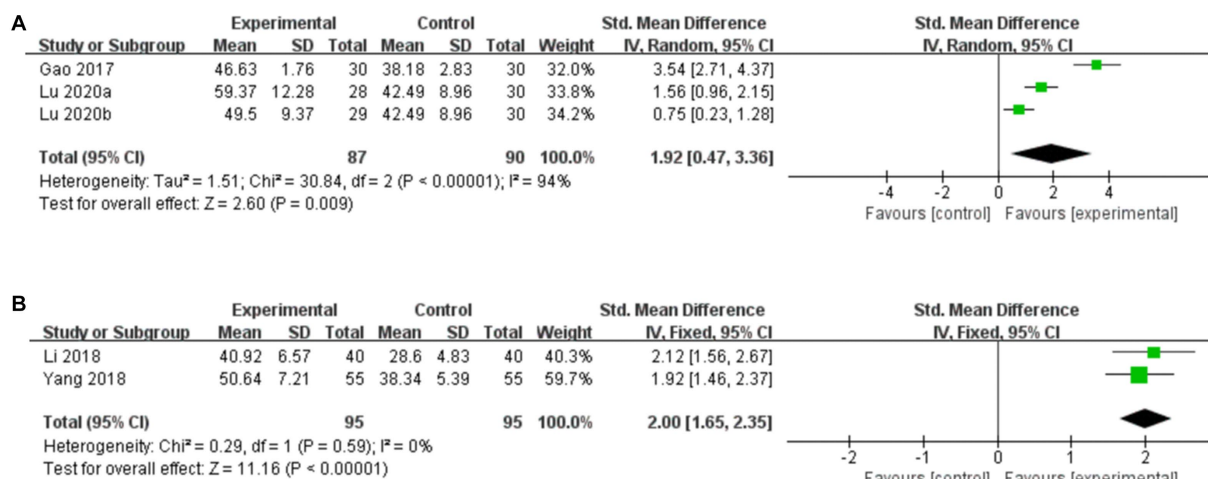 A
Experimental Control Std. Mean Difference Std. Mean Difference
Study or Subgroup Mean SD Total Mean SD Total Weight IV, Random, 95% CI IV, Random, 95% CI
Gao 2017 46.63 1.76 30 38.18 2.83 30 32.0% 3.54 [2.71, 4.37]
Lu 2020a 59.37 12.28 28 42.49 8.96 30 33.8% 1.56 [0.96, 2.15]
Lu 2020b 49.5 9.37 29 42.49 8.96 30 34.2% 0.75 [0.23, 1.28]
Total (95% CI) 87 90 100.0% 1.92 [0.47, 3.36]
Heterogeneity: Tau² = 1.51; Chi² = 30.84, df = 2 (P < 0.00001); I² = 94%
Test for overall effect: Z = 2.60 (P = 0.009)
-4 -2 0 2 4
Favours [control] Favours [experimental]
B
Experimental Control Std. Mean Difference Std. Mean Difference
Study or Subgroup Mean SD Total Mean SD Total Weight IV, Fixed, 95% CI IV, Fixed, 95% CI
Li 2018 40.92 6.57 40 28.6 4.83 40 40.3% 2.12 [1.56, 2.67]
Yang 2018 50.64 7.21 55 38.34 5.39 55 59.7% 1.92 [1.46, 2.37]
Total (95% CI) 95 95 100.0% 2.00 [1.65, 2.35]
Heterogeneity: Chi² = 0.29, df = 1 (P = 0.59); I² = 0%
Test for overall effect: Z = 11.16 (P < 0.00001)
-2 -1 0 1 2
Favours [control] Favours [experimental]